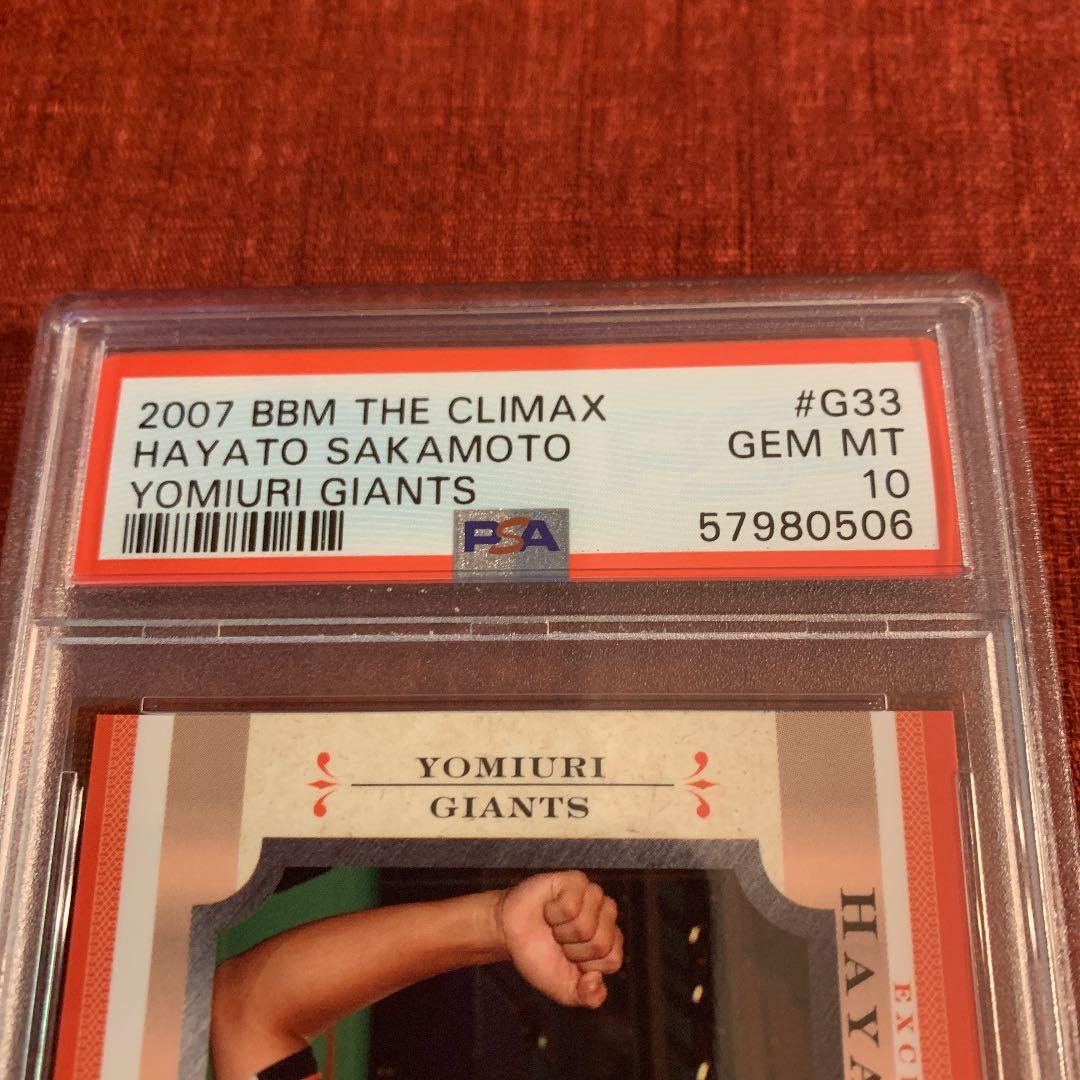 2007 BBM THE CLIMAX #G33
HAYATO SAKAMOTO GEM MT
YOMIURI GIANTS 10
PSA 57980506
YOMIURI
GIANTS